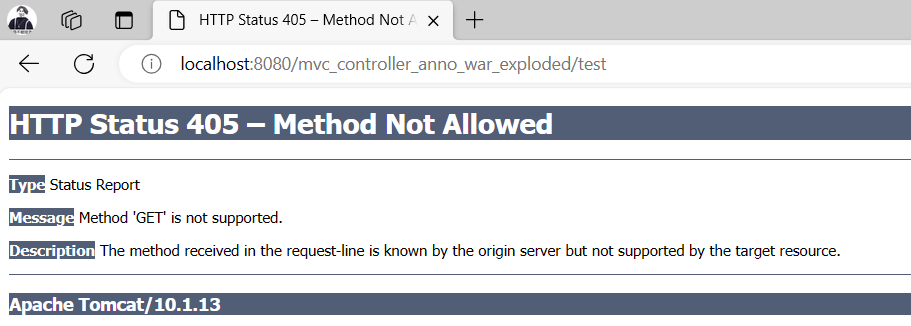 HTTP Status 405 – Method Not A
localhost:8080/mvc_controller_anno_war_exploded/test
HTTP Status 405 – Method Not Allowed
Type Status Report
Message Method 'GET' is not supported.
Description The method received in the request-line is known by the origin server but not supported by the target resource.
Apache Tomcat/10.1.13